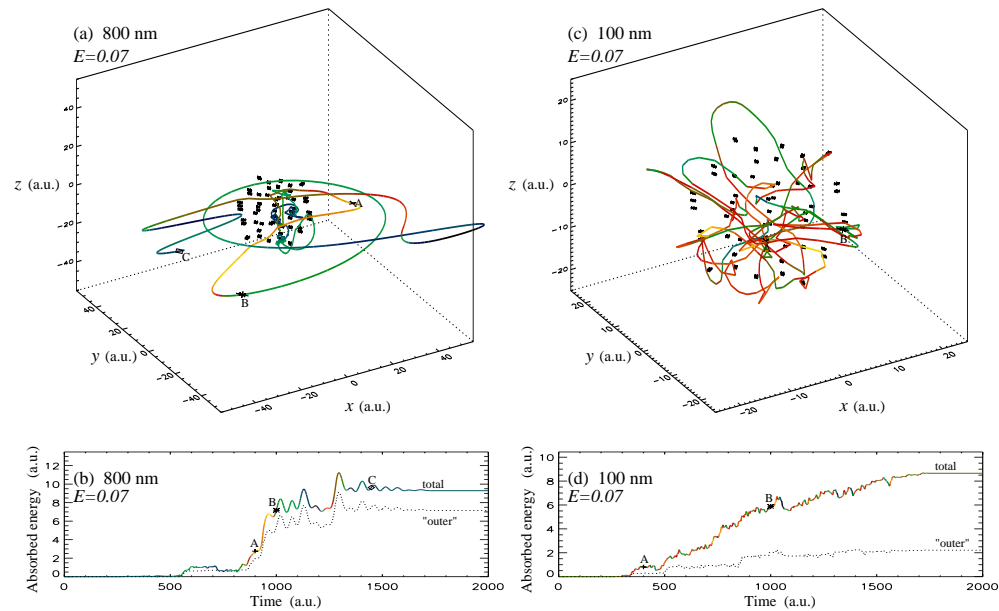 (a) 800 nm
E=0.07
40
20
0
−20
−40
z (a.u.)
A
B
C
40
20
0
−20
−40
y (a.u.)
−40
−20
0
20
40
x (a.u.)
(c) 100 nm
E=0.07
20
10
0
−10
−20
z (a.u.)
B
20
10
0
−10
−20
y (a.u.)
−20
−10
0
10
20
x (a.u.)
(b) 800 nm
E=0.07
Absorbed energy (a.u.)
12
10
8
6
4
2
0
A
B
C
total
"outer"
0
500
1000
1500
2000
Time (a.u.)
(d) 100 nm
E=0.07
Absorbed energy (a.u.)
10
8
6
4
2
0
A
B
total
"outer"
0
500
1000
1500
2000
Time (a.u.)